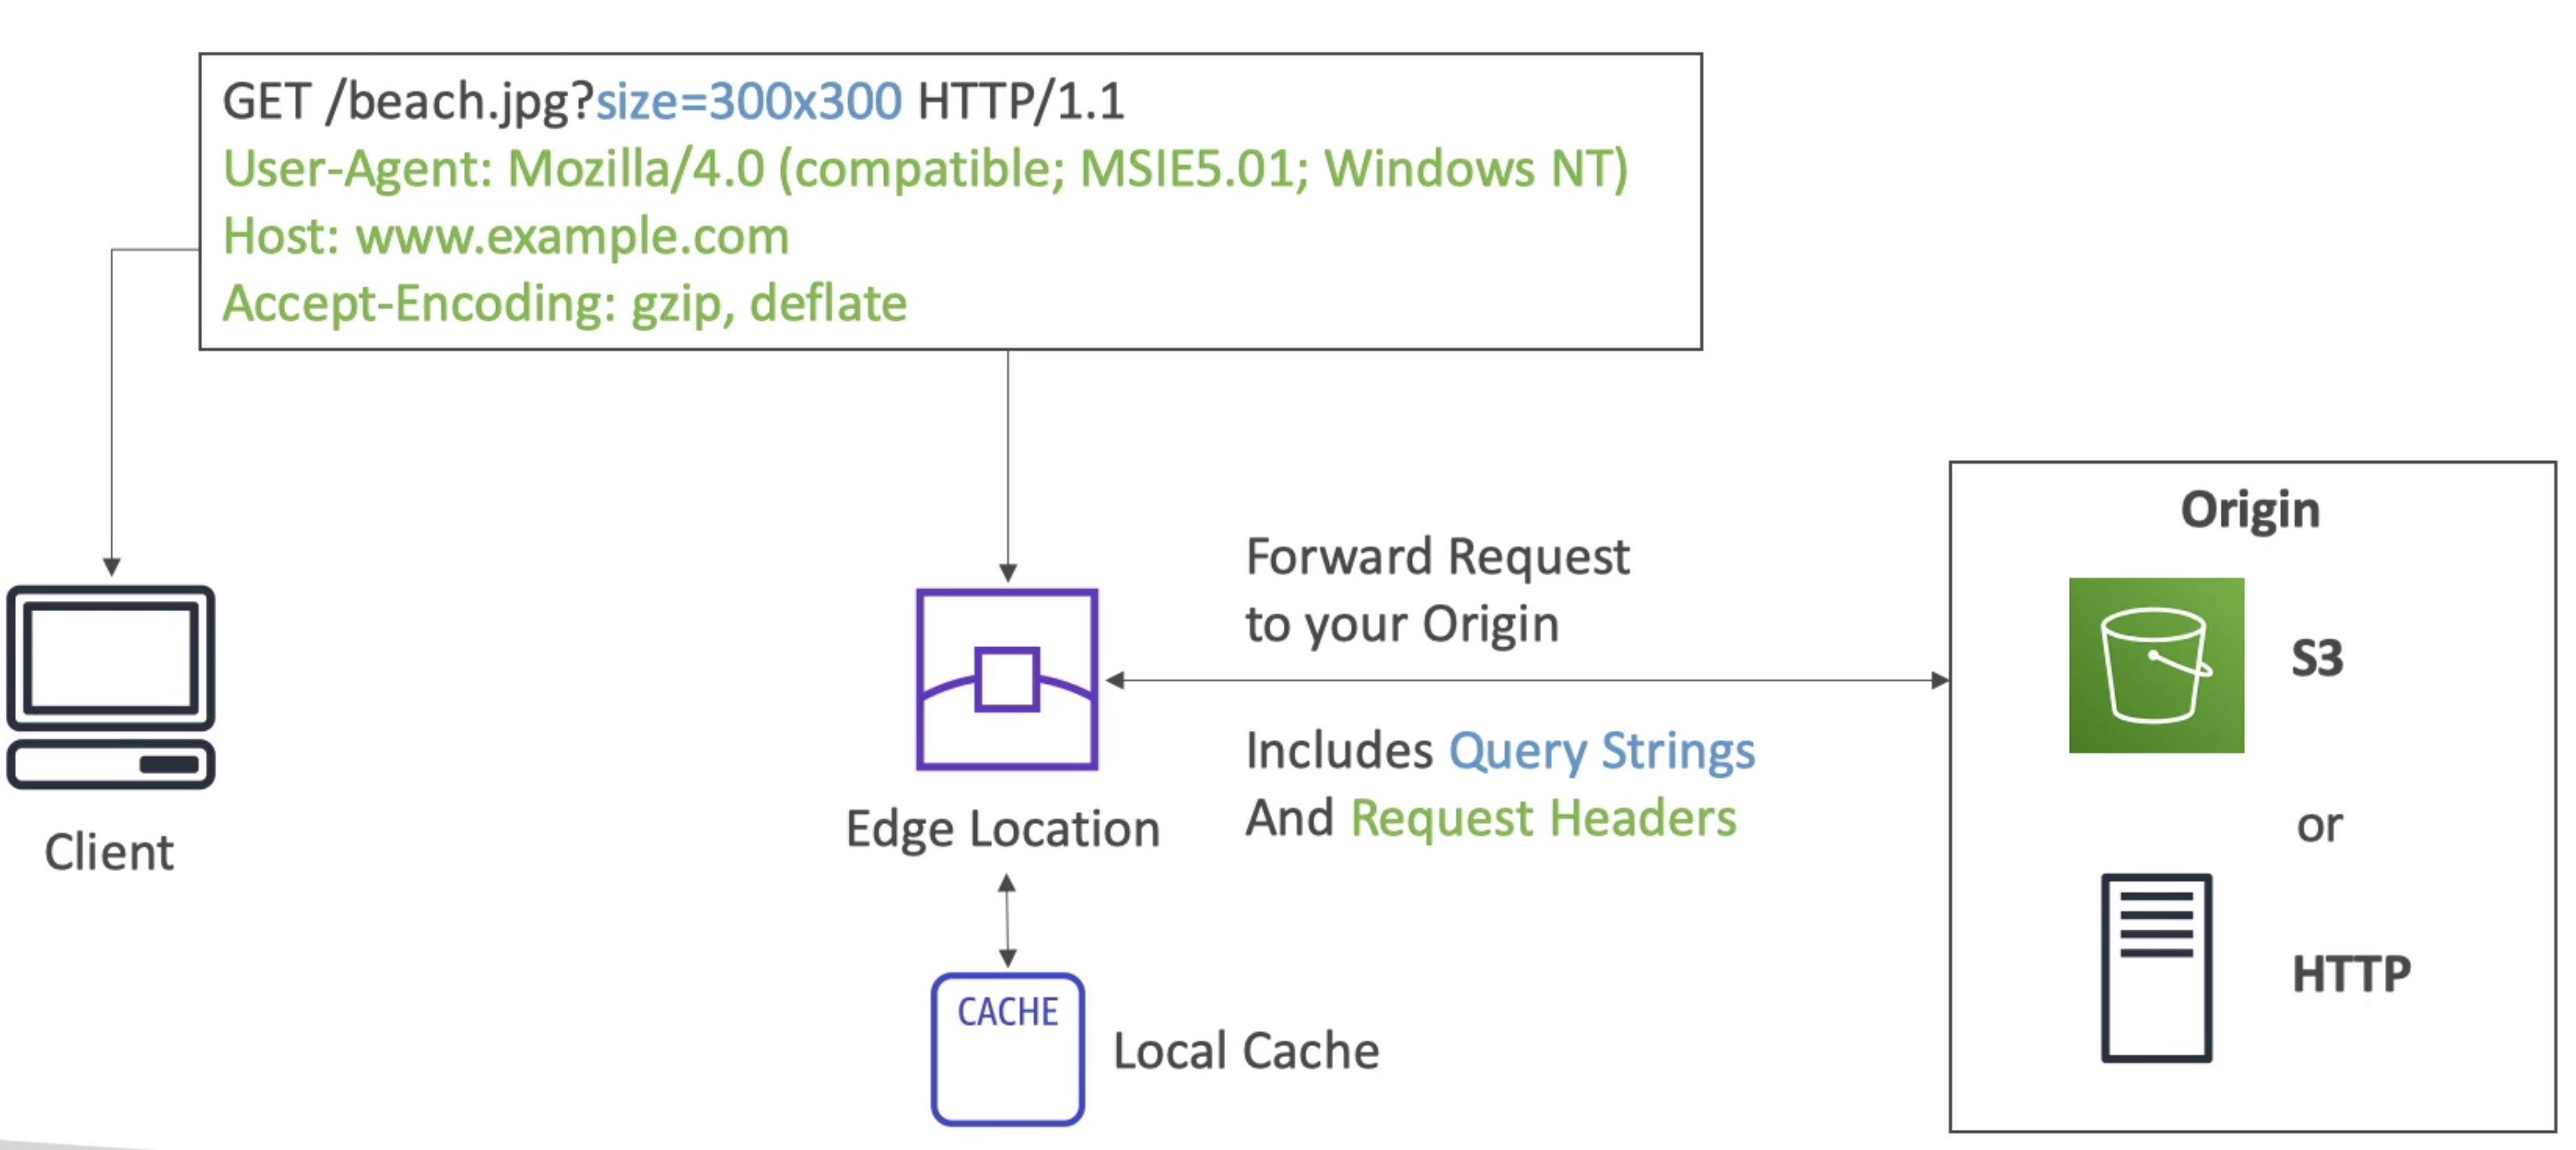 GET /beach.jpg?size=300x300 HTTP/1.1
User-Agent: Mozilla/4.0 (compatible; MSIE5.01; Windows NT)
Host: www.example.com
Accept-Encoding: gzip, deflate
Client
Edge Location
CACHE
Local Cache
Forward Request
to your Origin
Includes Query Strings
And Request Headers
Origin
S3
or
HTTP